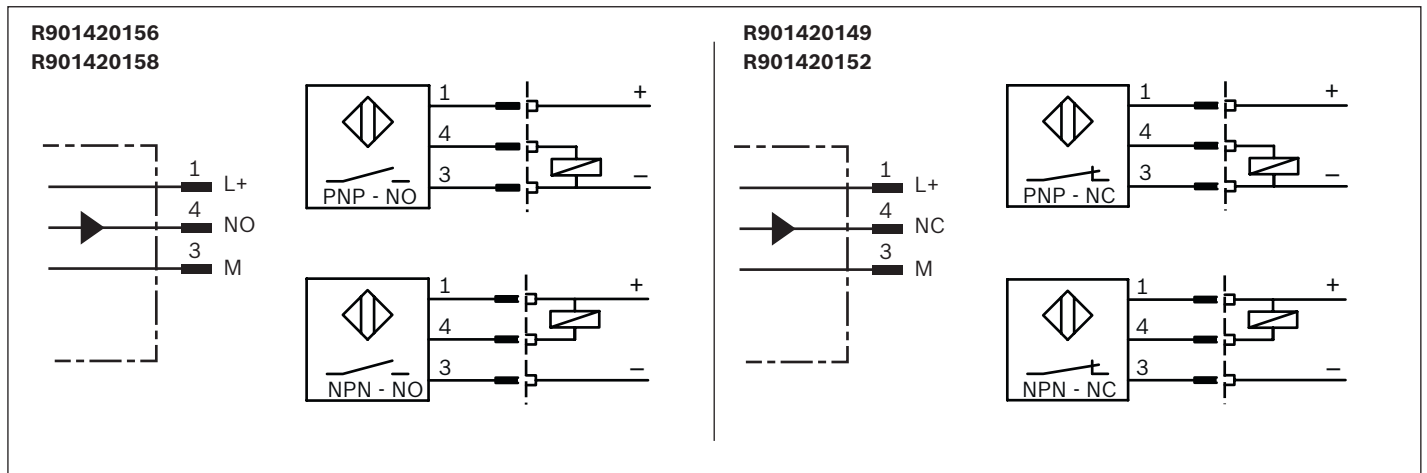 R901420156
R901420158
1 L+
4 NO
3 M
1 +
4
3 –
PNP - NO
1 +
4
3 –
NPN - NO
R901420149
R901420152
1 L+
4 NC
3 M
1 +
4
3 –
PNP - NC
1 +
4
3 –
NPN - NC